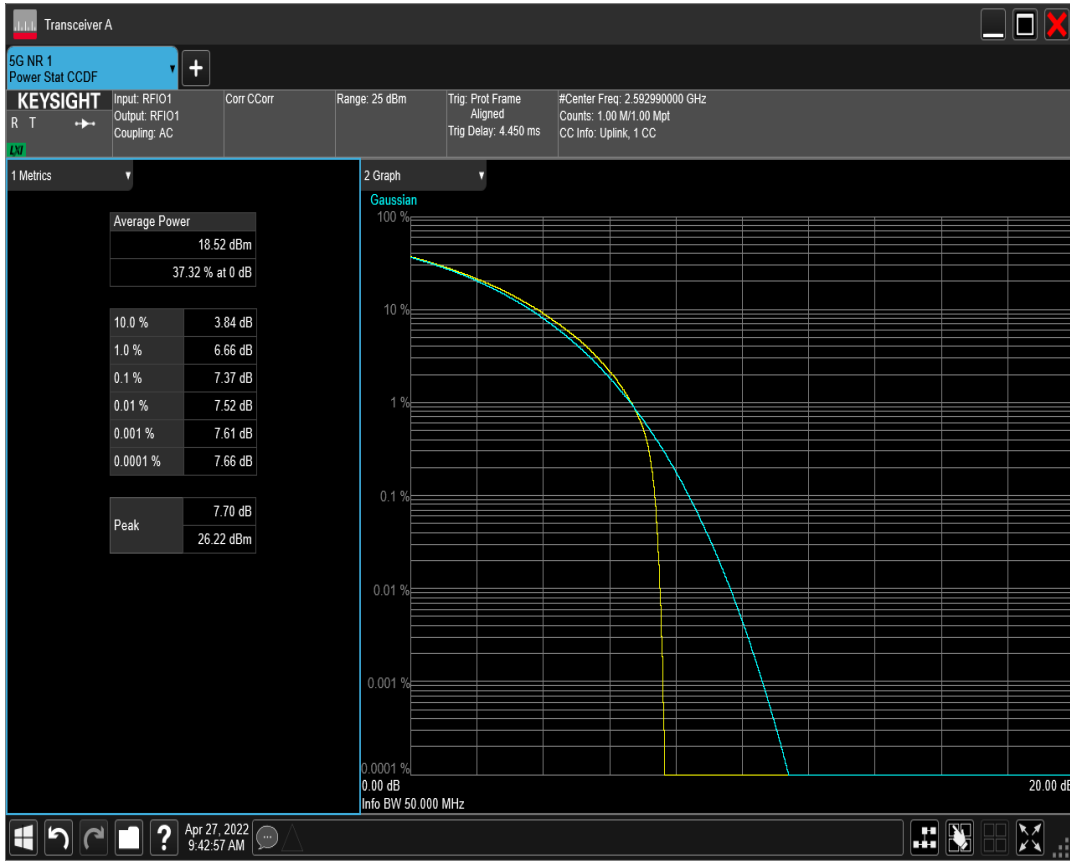 Transceiver A
5G NR 1
Power Stat CCDF
+
KEYSIGHT
R T
LXI
Input: RFIO1
Output: RFIO1
Coupling: AC
Corr CCorr
Range: 25 dBm
Trig: Prot Frame
Aligned
Trig Delay: 4.450 ms
#Center Freq: 2.592990000 GHz
Counts: 1.00 M/1.00 Mpt
CC Info: Uplink, 1 CC
1 Metrics
Average Power
18.52 dBm
37.32 % at 0 dB
10.0 % 3.84 dB
1.0 % 6.66 dB
0.1 % 7.37 dB
0.01 % 7.52 dB
0.001 % 7.61 dB
0.0001 % 7.66 dB
Peak
7.70 dB
26.22 dBm
2 Graph
Gaussian
100 %
10 %
1 %
0.1 %
0.01 %
0.001 %
0.0001 %
0.00 dB 20.00 dB
Info BW 50.000 MHz
?
Apr 27, 2022
9:42:57 AM